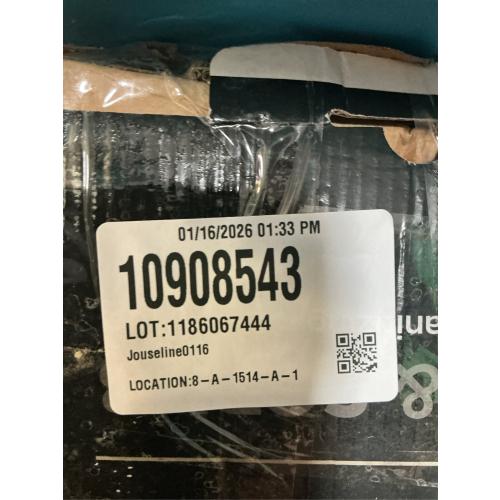 01/16/2026 01:33 PM
10908543
LOT:1186067444
Jouseline0116
LOCATION:8-A-1514-A-1
&